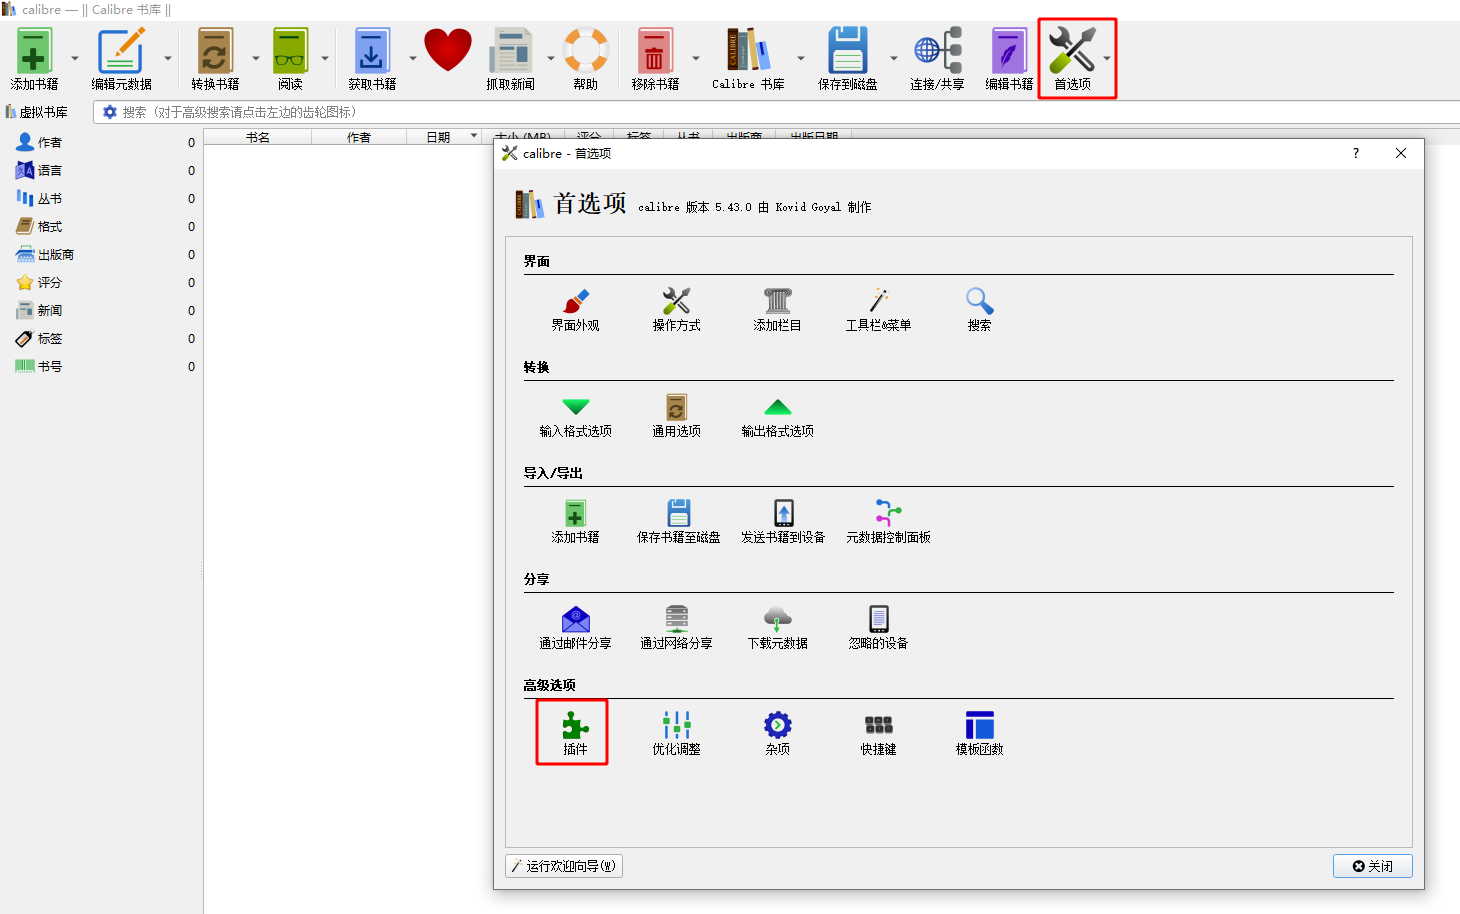 calibre — || Calibre 书库 ||
添加书籍 编辑元数据 转换书籍 阅读 获取书籍 抓取新闻 帮助 移除书籍 Calibre 书库 保存到磁盘 连接/共享 编辑书籍 首选项
虚拟书库 搜索（对于高级搜索请点击左边的齿轮图标）
书名 作者 日期 大小 (MB) 评分 标签 丛书 出版商 出版日期
作者 0
语言 0
丛书 0
格式 0
出版商 0
评分 0
新闻 0
标签 0
书号 0
calibre - 首选项 ?
首选项 calibre 版本 5.43.0 由 Kovid Goyal 制作
界面
界面外观 操作方式 添加栏目 工具栏&菜单 搜索
转换
输入格式选项 通用选项 输出格式选项
导入/导出
添加书籍 保存书籍至磁盘 发送书籍到设备 元数据控制面板
分享
通过邮件分享 通过网络分享 下载元数据 忽略的设备
高级选项
插件 优化调整 杂项 快捷键 模板函数
运行欢迎向导(W) 关闭